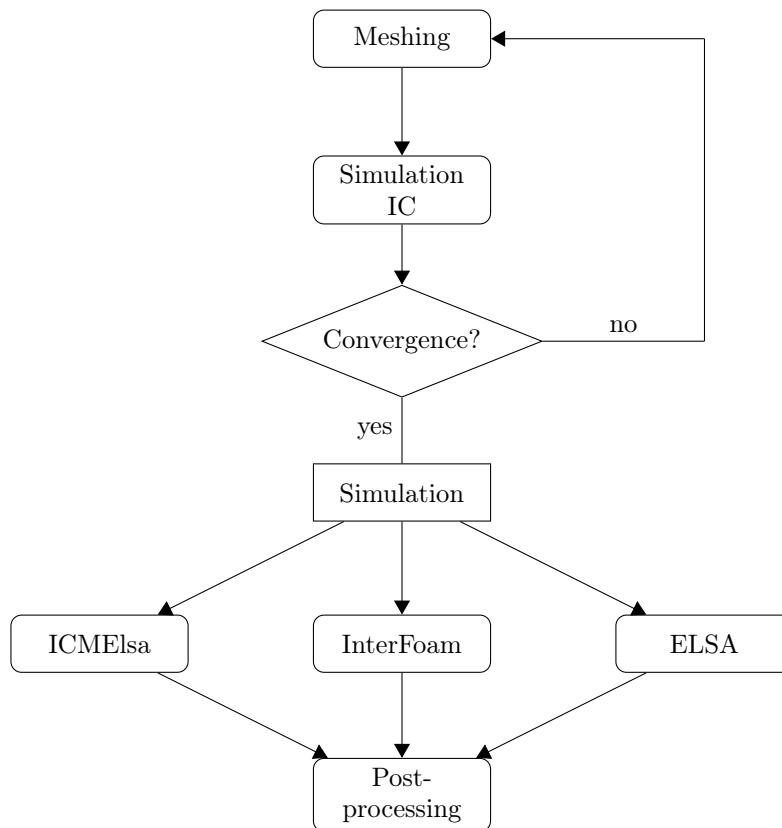 Meshing
Simulation
IC
Convergence?
no
yes
Simulation
ICMElsa
InterFoam
ELSA
Post-
processing